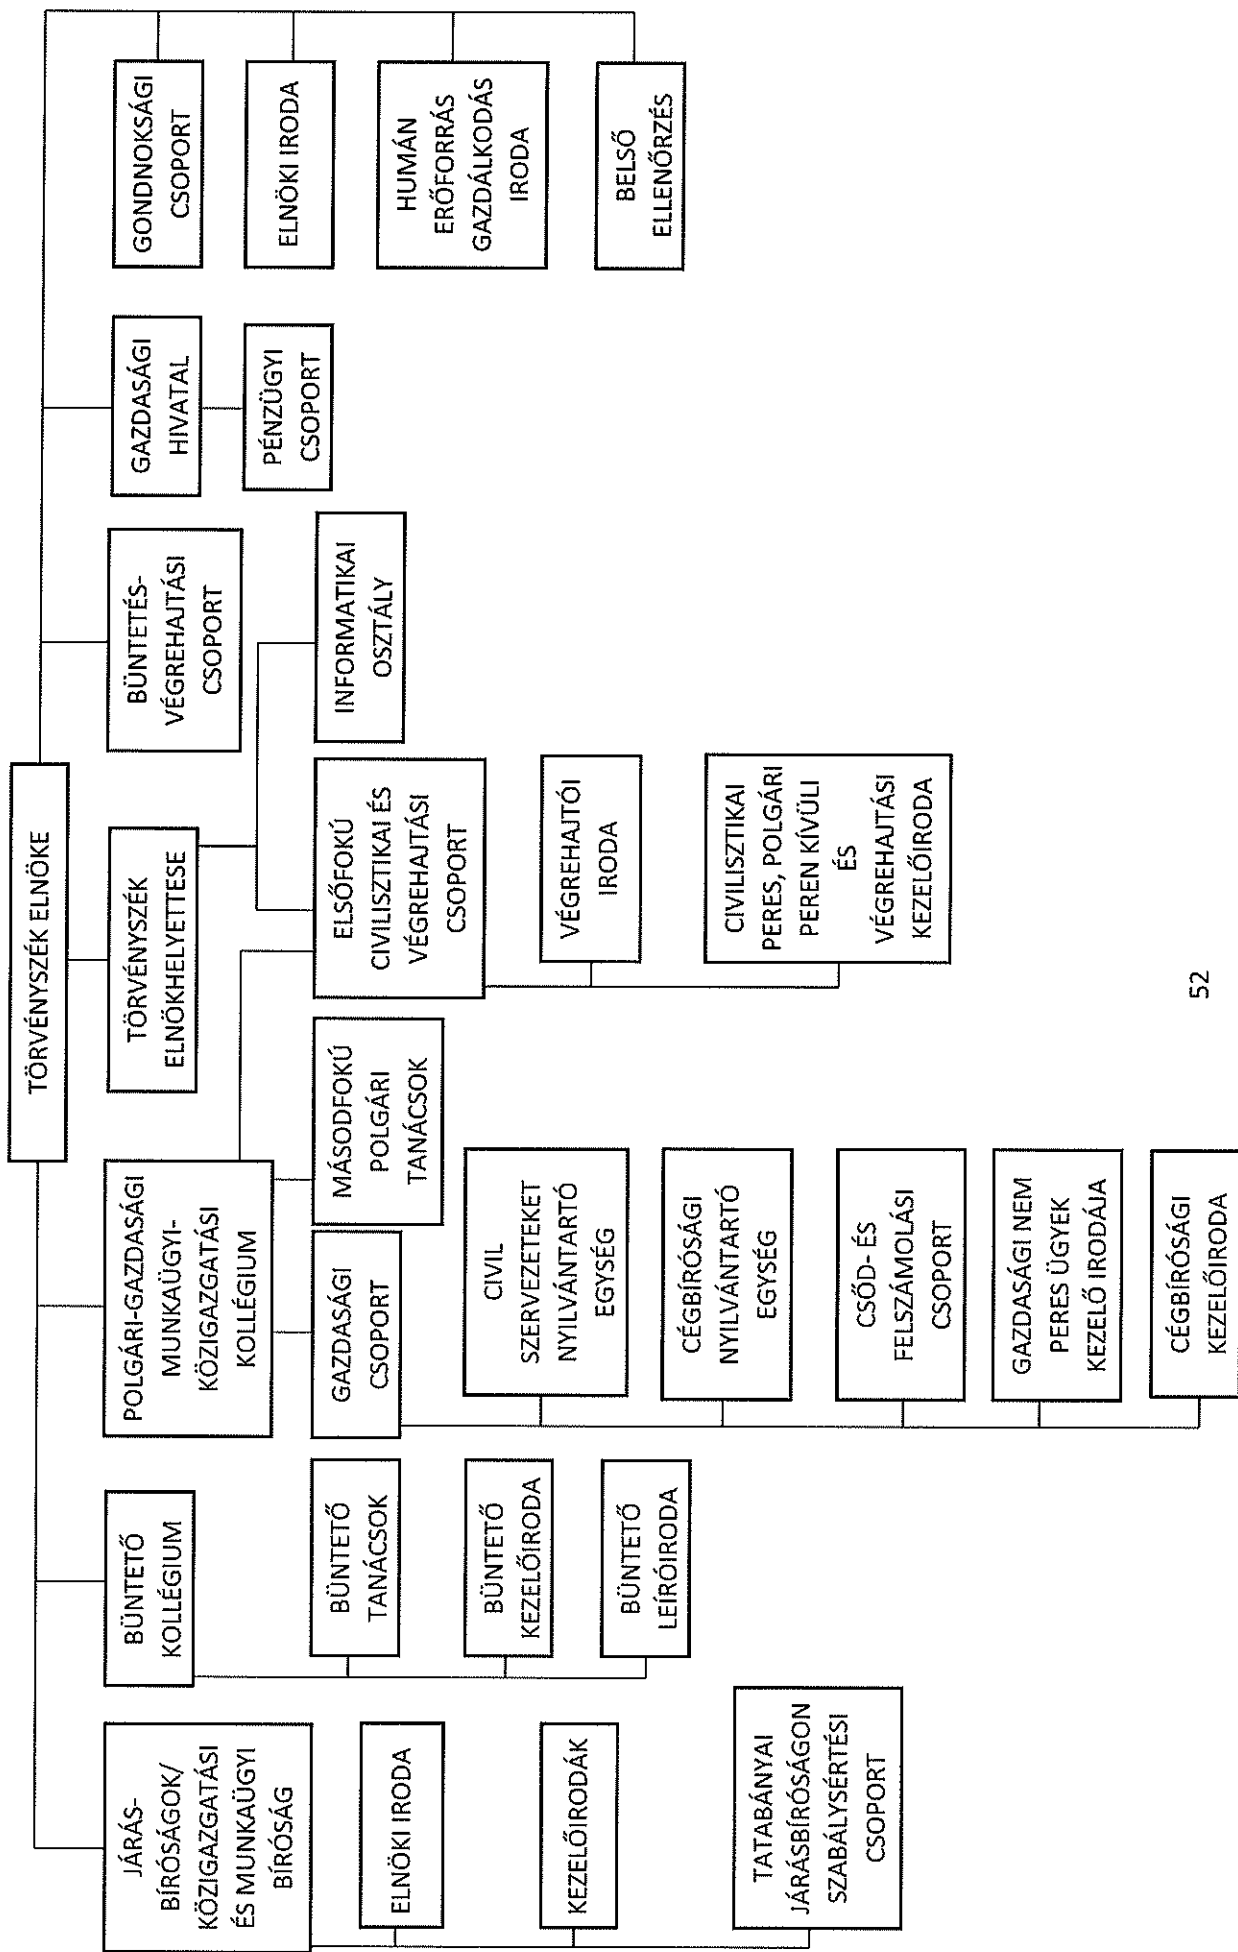 TÖRVÉNYSZÉK ELNÖKE
JÁRÁS-
BÍRÓSÁGOK/
KÖZIGAZGATÁSI
ÉS MUNKAÜGYI
BÍRÓSÁG
ELNÖKI IRODA
KEZELŐIRODÁK
TATABÁNYAI
JÁRÁSBÍRÓSÁGON
SZABÁLYSÉRTÉSI
CSOPORT
BÜNTETŐ
KOLLÉGIUM
BÜNTETŐ
TANÁCSOK
BÜNTETŐ
KEZELŐIRODA
BÜNTETŐ
LEÍRÓIRODA
POLGÁRI-GAZDASÁGI
MUNKAÜGYI-
KÖZIGAZGATÁSI
KOLLÉGIUM
GAZDASÁGI
CSOPORT
CIVIL
SZERVEZETEKET
NYILVÁNTARTÓ
EGYSÉG
CÉGBÍRÓSÁGI
NYILVÁNTARTÓ
EGYSÉG
CSŐD- ÉS
FELSZÁMOLÁSI
CSOPORT
GAZDASÁGI NEM
PERES ÜGYEK
KEZELŐ IRODÁJA
CÉGBÍRÓSÁGI
KEZELŐIRODA
MÁSODFOKÚ
POLGÁRI
TANÁCSOK
TÖRVÉNYSZÉK
ELNÖKHELYETTESE
ELSŐFOKÚ
CIVILISZTIKAI ÉS
VÉGREHAJTÁSI
CSOPORT
VÉGREHAJTÓI
IRODA
CIVILISZTIKAI
PERES, POLGÁRI
PEREN KÍVÜLI
ÉS
VÉGREHAJTÁSI
KEZELŐIRODA
INFORMATIKAI
OSZTÁLY
BÜNTETÉS-
VÉGREHAJTÁSI
CSOPORT
GAZDASÁGI
HIVATAL
PÉNZÜGYI
CSOPORT
GONDNOKSÁGI
CSOPORT
ELNÖKI IRODA
HUMÁN
ERŐFORRÁS
GAZDÁLKODÁS
IRODA
BELSŐ
ELLENŐRZÉS
52